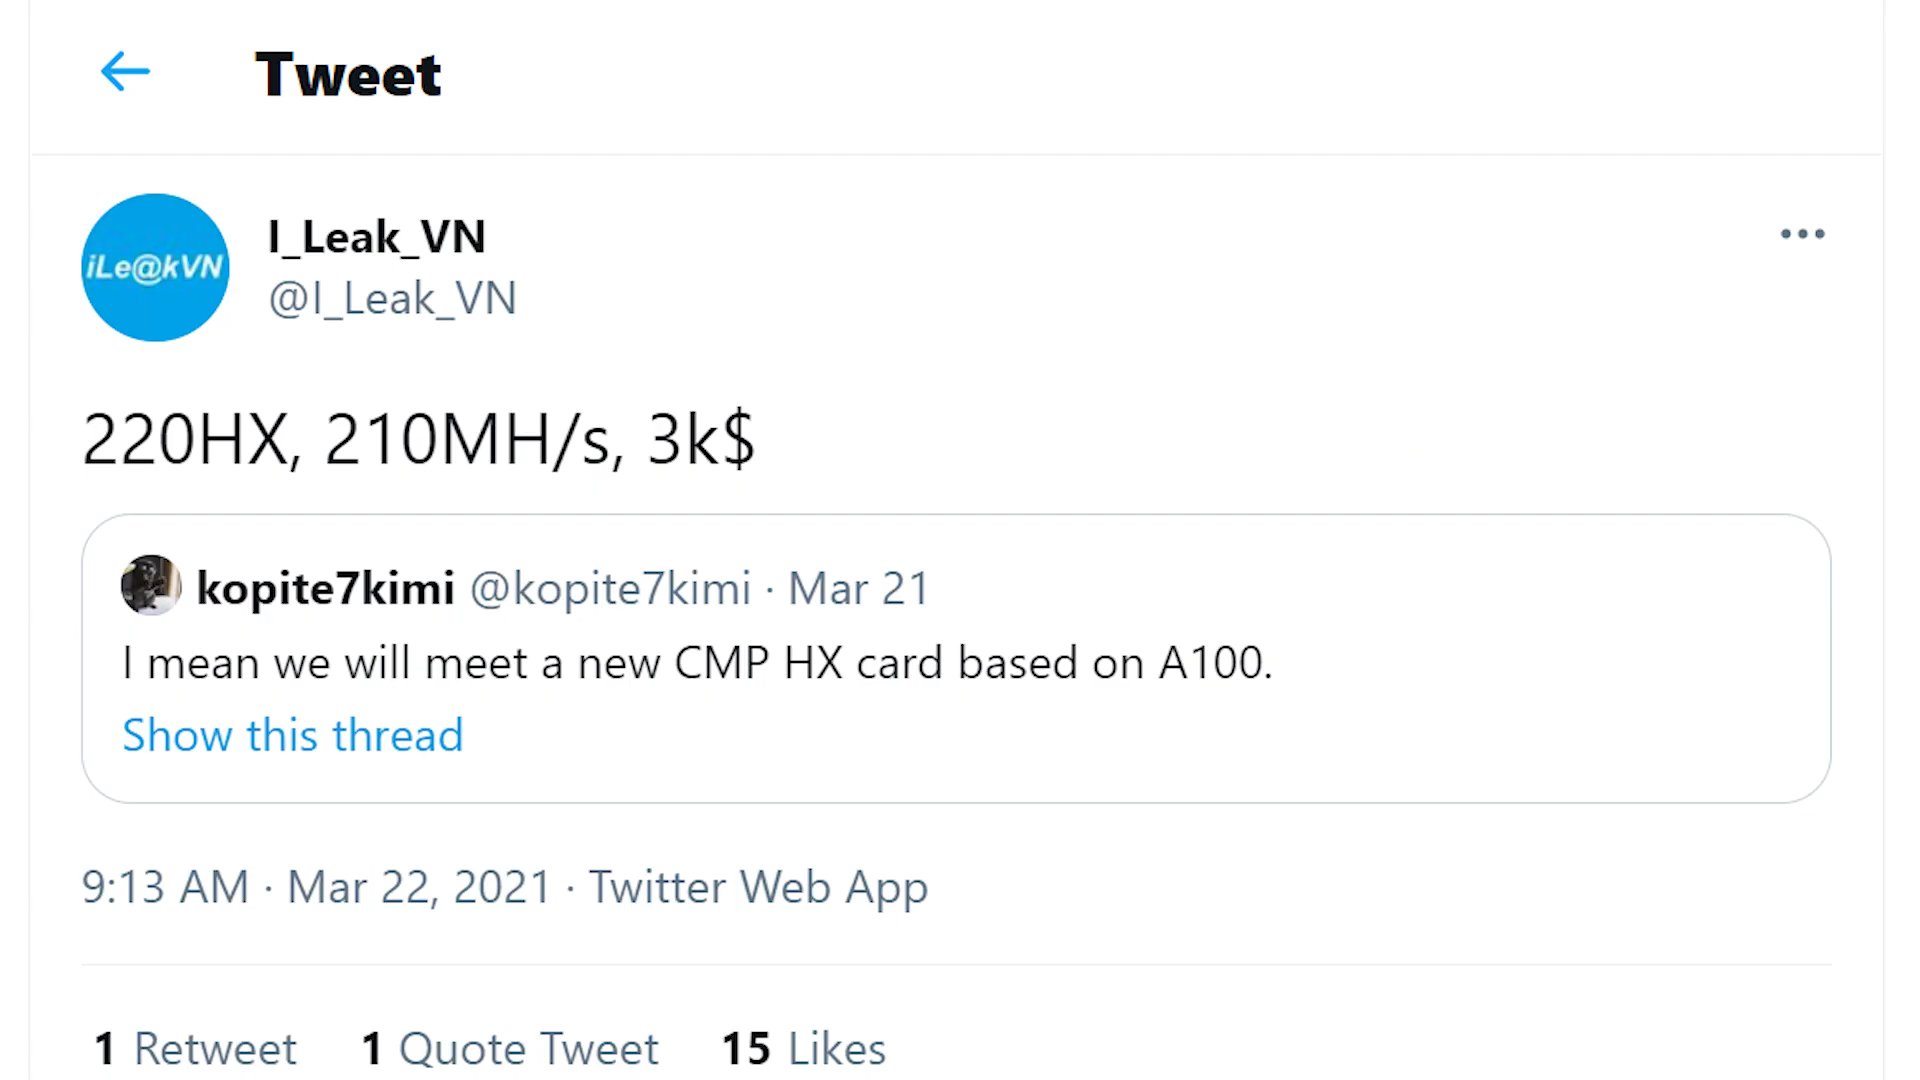 Tweet
iLe@kVN
I_Leak_VN
@I_Leak_VN
220HX, 210MH/s, 3k$
kopite7kimi @kopite7kimi · Mar 21
I mean we will meet a new CMP HX card based on A100.
Show this thread
9:13 AM · Mar 22, 2021 · Twitter Web App
1 Retweet 1 Quote Tweet 15 Likes